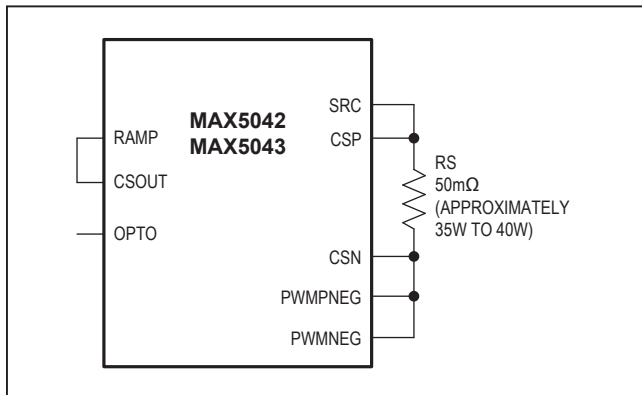 MAX5042
MAX5043
RAMP
CSOUT
OPTO
SRC
CSP
RS
50mΩ
(APPROXIMATELY
35W TO 40W)
CSN
PWMPNEG
PWMNEG